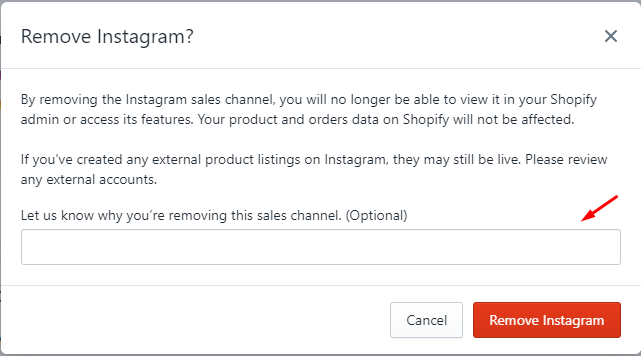 Remove Instagram?
By removing the Instagram sales channel, you will no longer be able to view it in your Shopify
admin or access its features. Your product and orders data on Shopify will not be affected.
If you've created any external product listings on Instagram, they may still be live. Please review
any external accounts.
Let us know why you’re removing this sales channel. (Optional)
Cancel
Remove Instagram